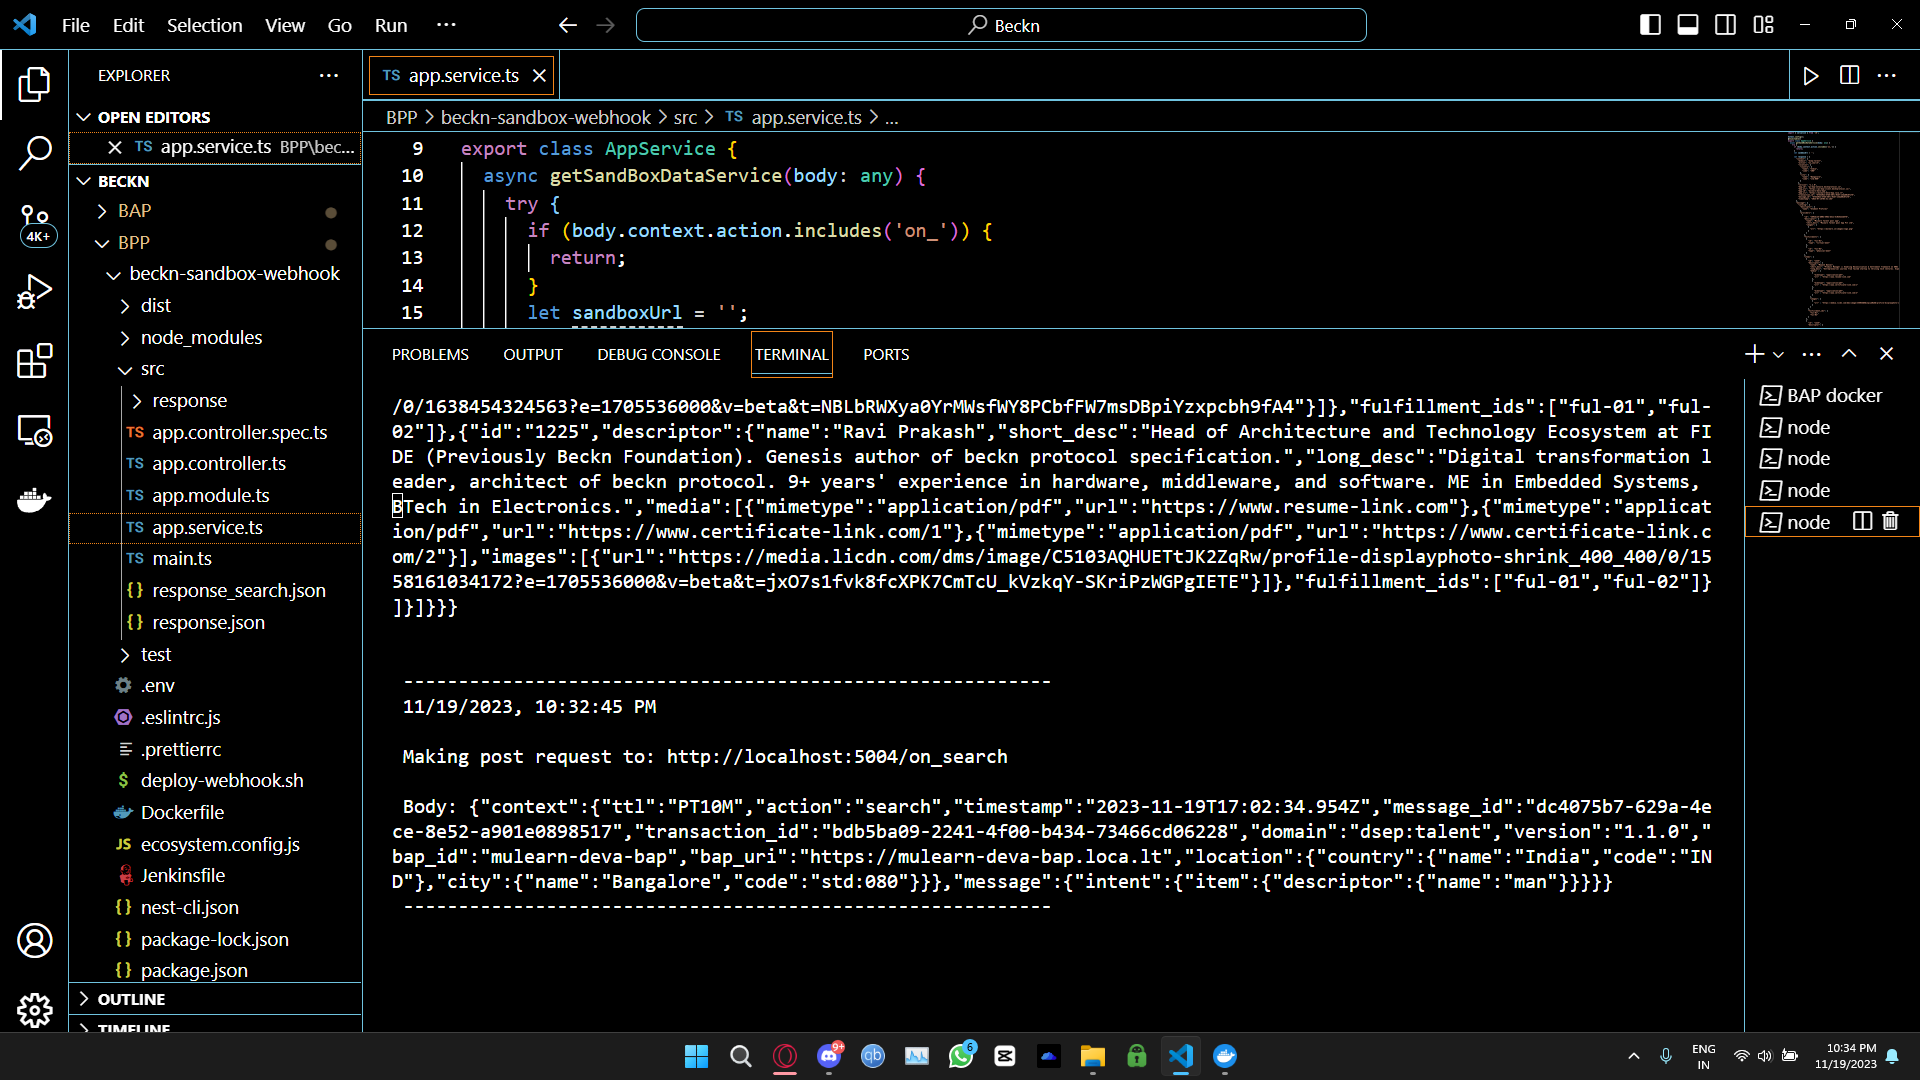 File Edit Selection View Go Run ···
Beckn
EXPLORER
OPEN EDITORS
TS app.service.ts BPP\bec...
BECKN
BAP
BPP
beckn-sandbox-webhook
dist
node_modules
src
response
TS app.controller.spec.ts
TS app.controller.ts
TS app.module.ts
TS app.service.ts
TS main.ts
{} response_search.json
{} response.json
test
.env
.eslintrc.js
.prettierrc
$ deploy-webhook.sh
Dockerfile
JS ecosystem.config.js
Jenkinsfile
{} nest-cli.json
{} package-lock.json
{} package.json
OUTLINE
TIMELINE
4K+
TS app.service.ts
BPP > beckn-sandbox-webhook > src > TS app.service.ts > ...
9 export class AppService {
10 async getSandBoxDataService(body: any) {
11 try {
12 if (body.context.action.includes('on_')) {
13 return;
14 }
15 let sandboxUrl = '';
PROBLEMS OUTPUT DEBUG CONSOLE TERMINAL PORTS
/0/1638454324563?e=1705536000&v=beta&t=NBLbRWXya0YrMWsfWY8PCbfFW7msDBpiYzxpcbh9fA4"}]},"fulfillment_ids":["ful-01","ful-
02"]},{"id":"1225","descriptor":{"name":"Ravi Prakash","short_desc":"Head of Architecture and Technology Ecosystem at FI
DE (Previously Beckn Foundation). Genesis author of beckn protocol specification.","long_desc":"Digital transformation l
eader, architect of beckn protocol. 9+ years' experience in hardware, middleware, and software. ME in Embedded Systems,
BTech in Electronics.","media":[{"mimetype":"application/pdf","url":"https://www.resume-link.com"},{"mimetype":"applicat
ion/pdf","url":"https://www.certificate-link.com/1"},{"mimetype":"application/pdf","url":"https://www.certificate-link.c
om/2"}],"images":[{"url":"https://media.licdn.com/dms/image/C5103AQHUETtJK2ZqRw/profile-displayphoto-shrink_400_400/0/15
58161034172?e=1705536000&v=beta&t=jxO7s1fvk8fcXPK7CmTcU_kVzkqY-SKriPzWGPgIETE"}]},"fulfillment_ids":["ful-01","ful-02"]}
]}]}}}
------------------------------------------------------------
11/19/2023, 10:32:45 PM
Making post request to: http://localhost:5004/on_search
Body: {"context":{"ttl":"PT10M","action":"search","timestamp":"2023-11-19T17:02:34.954Z","message_id":"dc4075b7-629a-4e
ce-8e52-a901e0898517","transaction_id":"bdb5ba09-2241-4f00-b434-73466cd06228","domain":"dsep:talent","version":"1.1.0","
bap_id":"mulearn-deva-bap","bap_uri":"https://mulearn-deva-bap.loca.lt","location":{"country":{"name":"India","code":"IN
D"},"city":{"name":"Bangalore","code":"std:080"}}},"message":{"intent":{"item":{"descriptor":{"name":"man"}}}}}
------------------------------------------------------------
BAP docker
node
node
node
node
9+
qb
6
ENG
IN
10:34 PM
11/19/2023